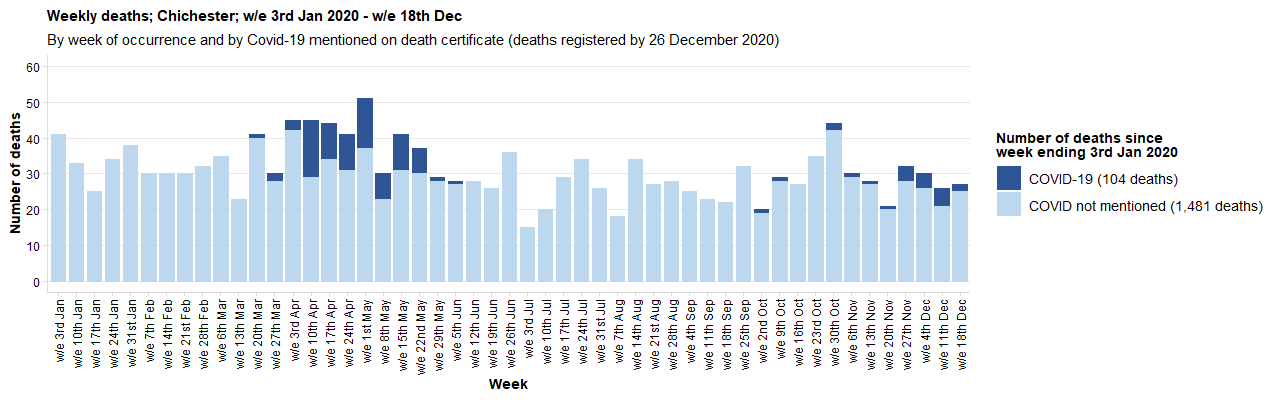 Weekly deaths; Chichester; w/e 3rd Jan 2020 - w/e 18th Dec
By week of occurrence and by Covid-19 mentioned on death certificate (deaths registered by 26 December 2020)
Number of deaths
60
50
40
30
20
10
0
w/e 3rd Jan
w/e 10th Jan
w/e 17th Jan
w/e 24th Jan
w/e 31st Jan
w/e 7th Feb
w/e 14th Feb
w/e 21st Feb
w/e 28th Feb
w/e 6th Mar
w/e 13th Mar
w/e 20th Mar
w/e 27th Mar
w/e 3rd Apr
w/e 10th Apr
w/e 17th Apr
w/e 24th Apr
w/e 1st May
w/e 8th May
w/e 15th May
w/e 22nd May
w/e 29th May
w/e 5th Jun
w/e 12th Jun
w/e 19th Jun
w/e 26th Jun
w/e 3rd Jul
w/e 10th Jul
w/e 17th Jul
w/e 24th Jul
w/e 31st Jul
w/e 7th Aug
w/e 14th Aug
w/e 21st Aug
w/e 28th Aug
w/e 4th Sep
w/e 11th Sep
w/e 18th Sep
w/e 25th Sep
w/e 2nd Oct
w/e 9th Oct
w/e 16th Oct
w/e 23rd Oct
w/e 30th Oct
w/e 6th Nov
w/e 13th Nov
w/e 20th Nov
w/e 27th Nov
w/e 4th Dec
w/e 11th Dec
w/e 18th Dec
Week
Number of deaths since
week ending 3rd Jan 2020
COVID-19 (104 deaths)
COVID not mentioned (1,481 deaths)